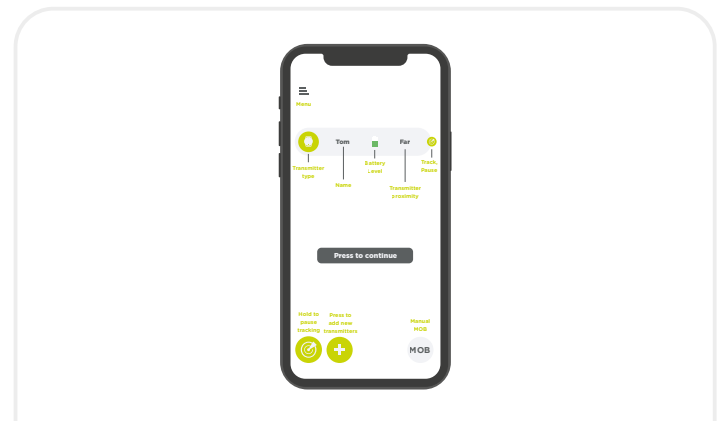 Menu
Tom
Far
Transmitter
type
Name
Battery
Level
Transmitter
proximity
Track,
Pause
Press to continue
Hold to
pause
tracking
Press to
add new
transmitters
Manual
MOB
MOB